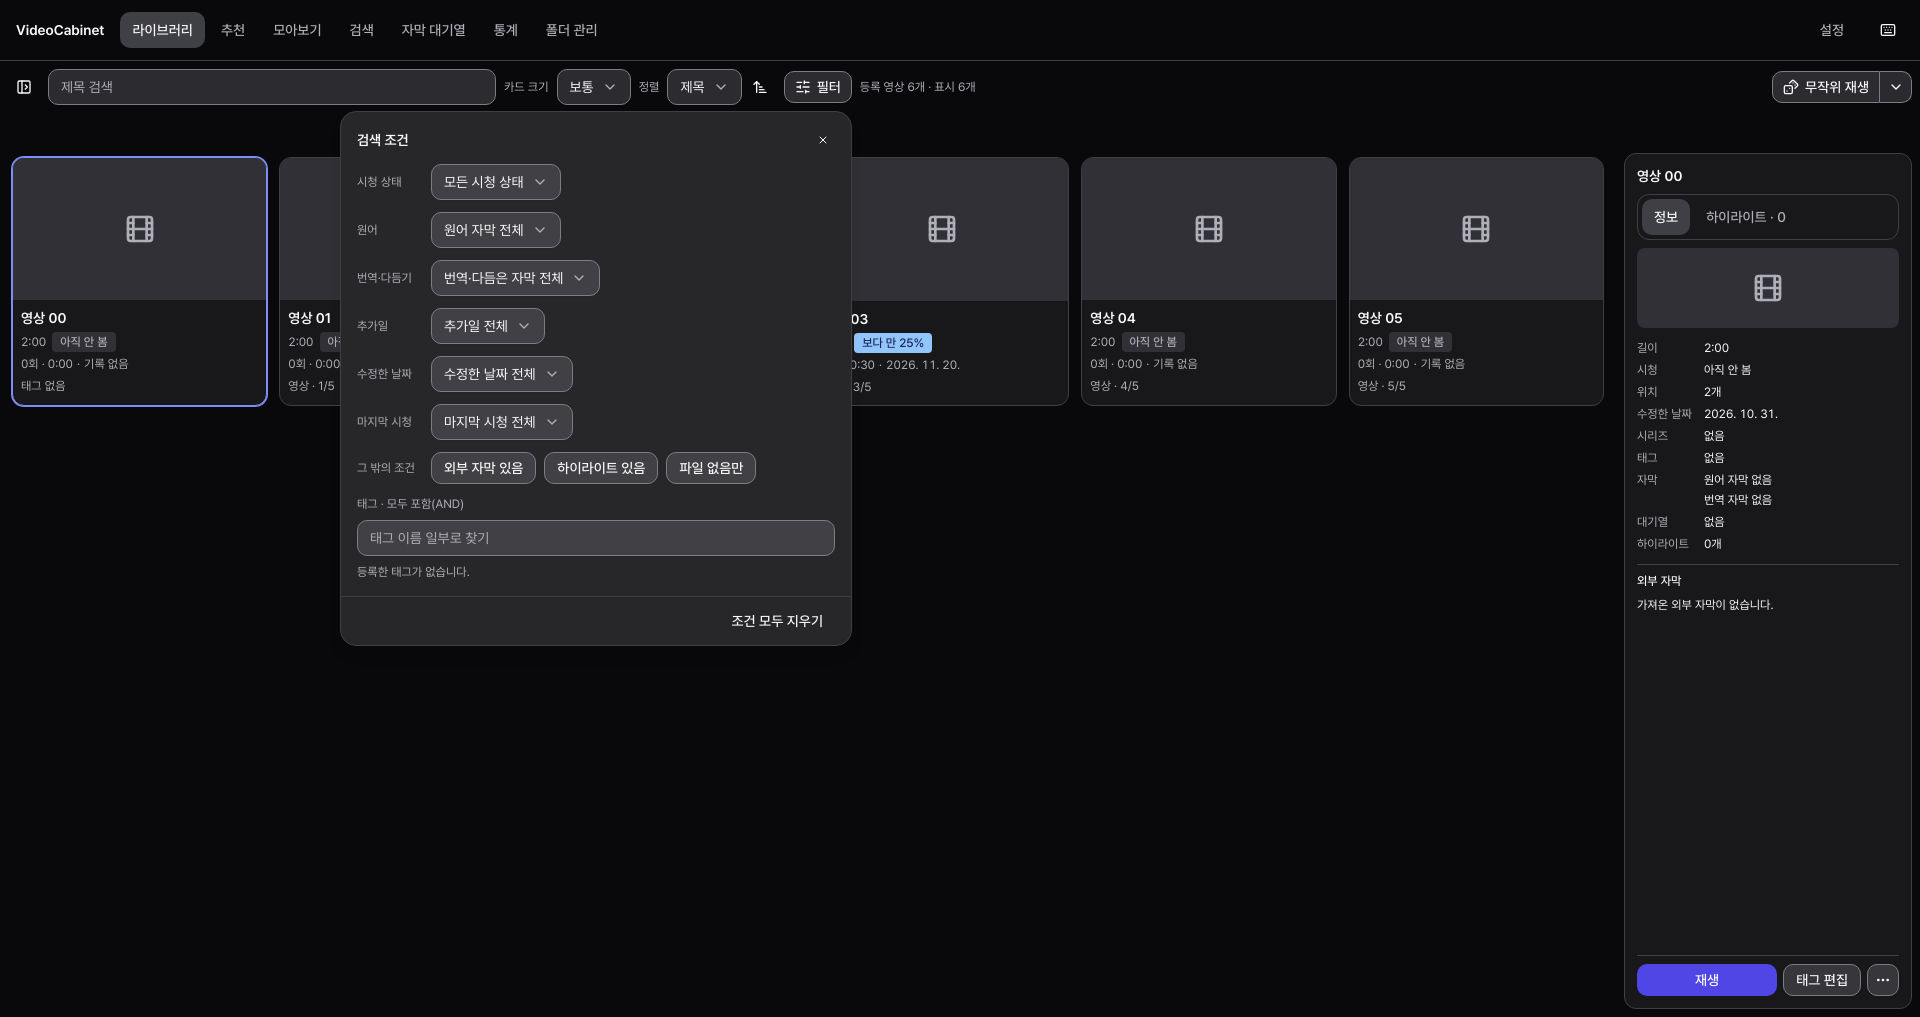 VideoCabinet 라이브러리 추천 모아보기 검색 자막 대기열 통계 폴더 관리 설정
제목 검색 카드 크기 보통 정렬 제목 필터 등록 영상 6개 · 표시 6개 무작위 재생
검색 조건
시청 상태 모든 시청 상태
원어 원어 자막 전체
번역·다듬기 번역·다듬은 자막 전체
추가일 추가일 전체
수정한 날짜 수정한 날짜 전체
마지막 시청 마지막 시청 전체
그 밖의 조건 외부 자막 있음 하이라이트 있음 파일 없음만
태그 · 모두 포함(AND)
태그 이름 일부로 찾기
등록한 태그가 없습니다.
조건 모두 지우기
영상 00
2:00 아직 안 봄
0회 · 0:00 · 기록 없음
태그 없음
영상 01
2:00
0회 · 0:00
영상 · 1/5
03
보다 만 25%
0:30 · 2026. 11. 20.
3/5
영상 04
2:00 아직 안 봄
0회 · 0:00 · 기록 없음
영상 · 4/5
영상 05
2:00 아직 안 봄
0회 · 0:00 · 기록 없음
영상 · 5/5
영상 00
정보 하이라이트 · 0
길이 2:00
시청 아직 안 봄
위치 2개
수정한 날짜 2026. 10. 31.
시리즈 없음
태그 없음
자막 원어 자막 없음
번역 자막 없음
대기열 없음
하이라이트 0개
외부 자막
가져온 외부 자막이 없습니다.
재생 태그 편집